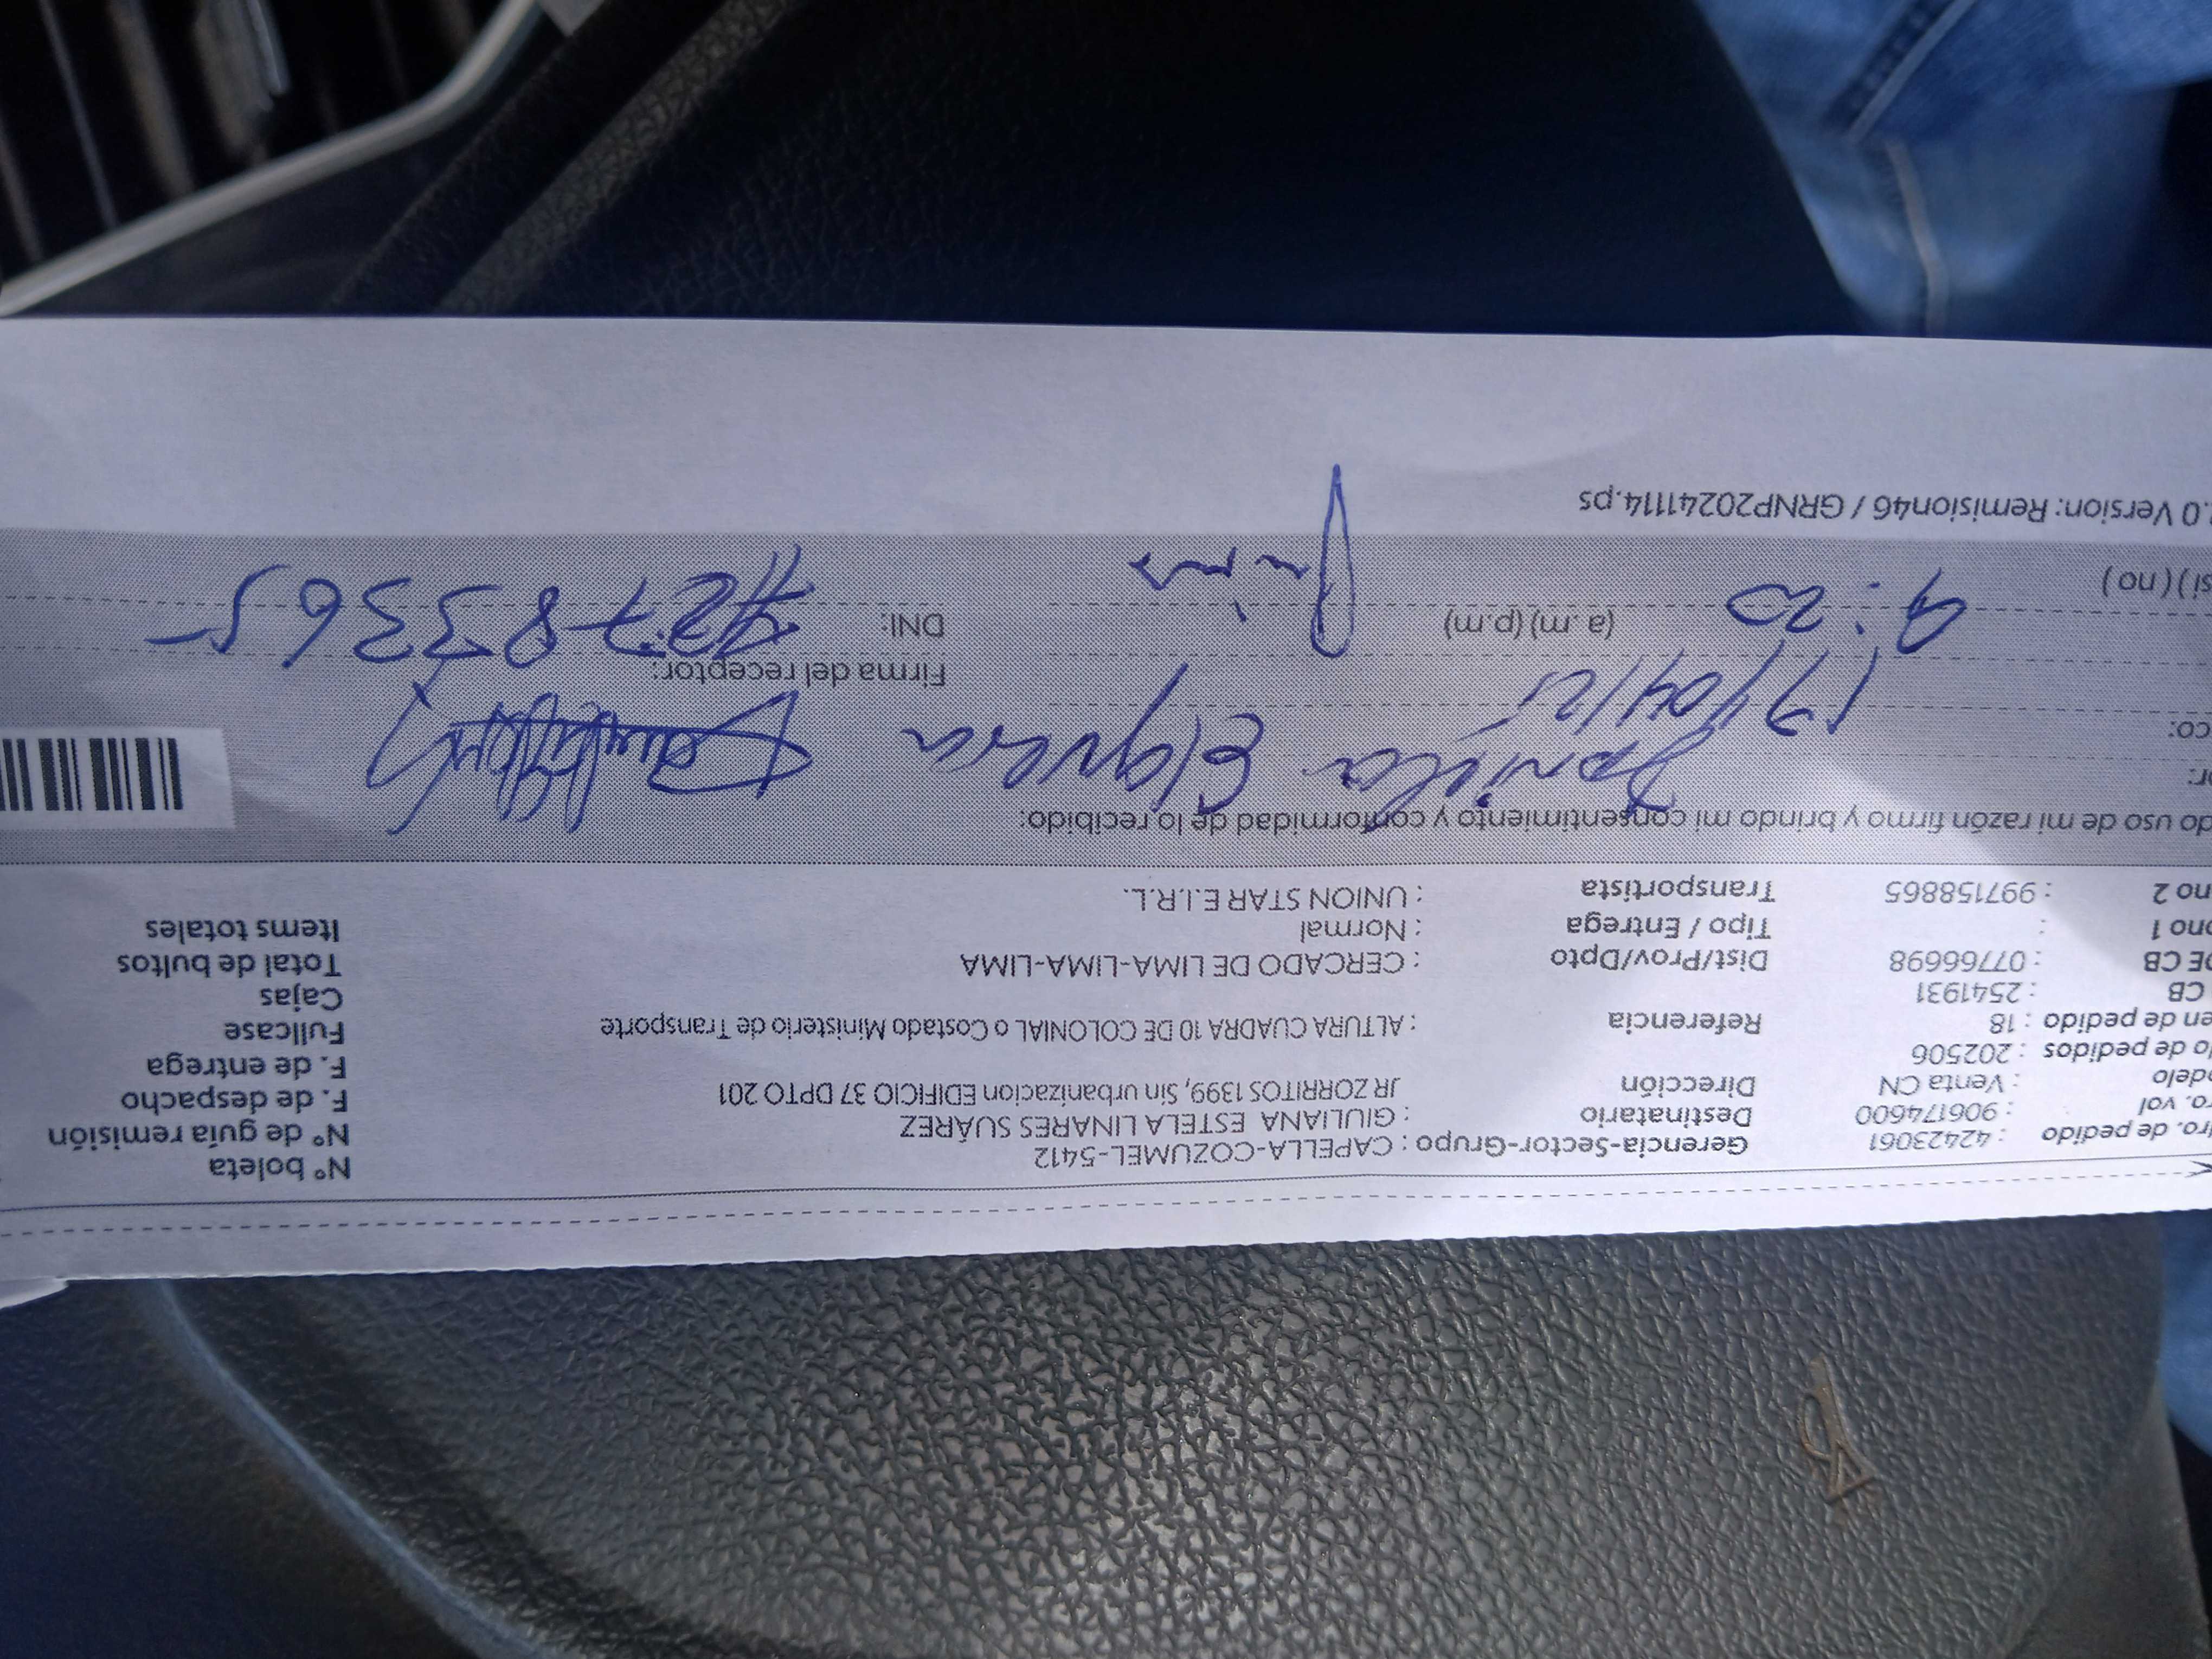 ro. de pedido : 42423061 Gerencia-Sector-Grupo : CAPELLA-COZUMEL-5412 N° boleta
ro. vol : 906174600 Destinatario : GIULIANA ESTELA LINARES SUÁREZ N° de guía remisión
odelo : Venta CN Dirección JR ZORRITOS 1399, Sin urbanizacion EDIFICIO 37 DPTO 201 F. de despacho
lo de pedidos : 202506 F. de entrega
en de pedido : 18 Referencia : ALTURA CUADRA 10 DE COLONIAL o Costado Ministerio de Transporte Fullcase
CB : 2541931 Cajas
DE CB : 07766698 Dist/Prov/Dpto : CERCADO DE LIMA-LIMA-LIMA Total de bultos
ono 1 : Tipo / Entrega : Normal Items totales
ono 2 : 997158865 Transportista : UNION STAR E.I.R.L.
do uso de mi razón firmo y brindo mi consentimiento y conformidad de lo recibido:
or: Daniela
co: 17/04/25 Firma del receptor:
9:20 (a.m) (p.m) DNI: 72783365
si ) ( no )
.0 Version: Remision46 / GRNP20241114.ps